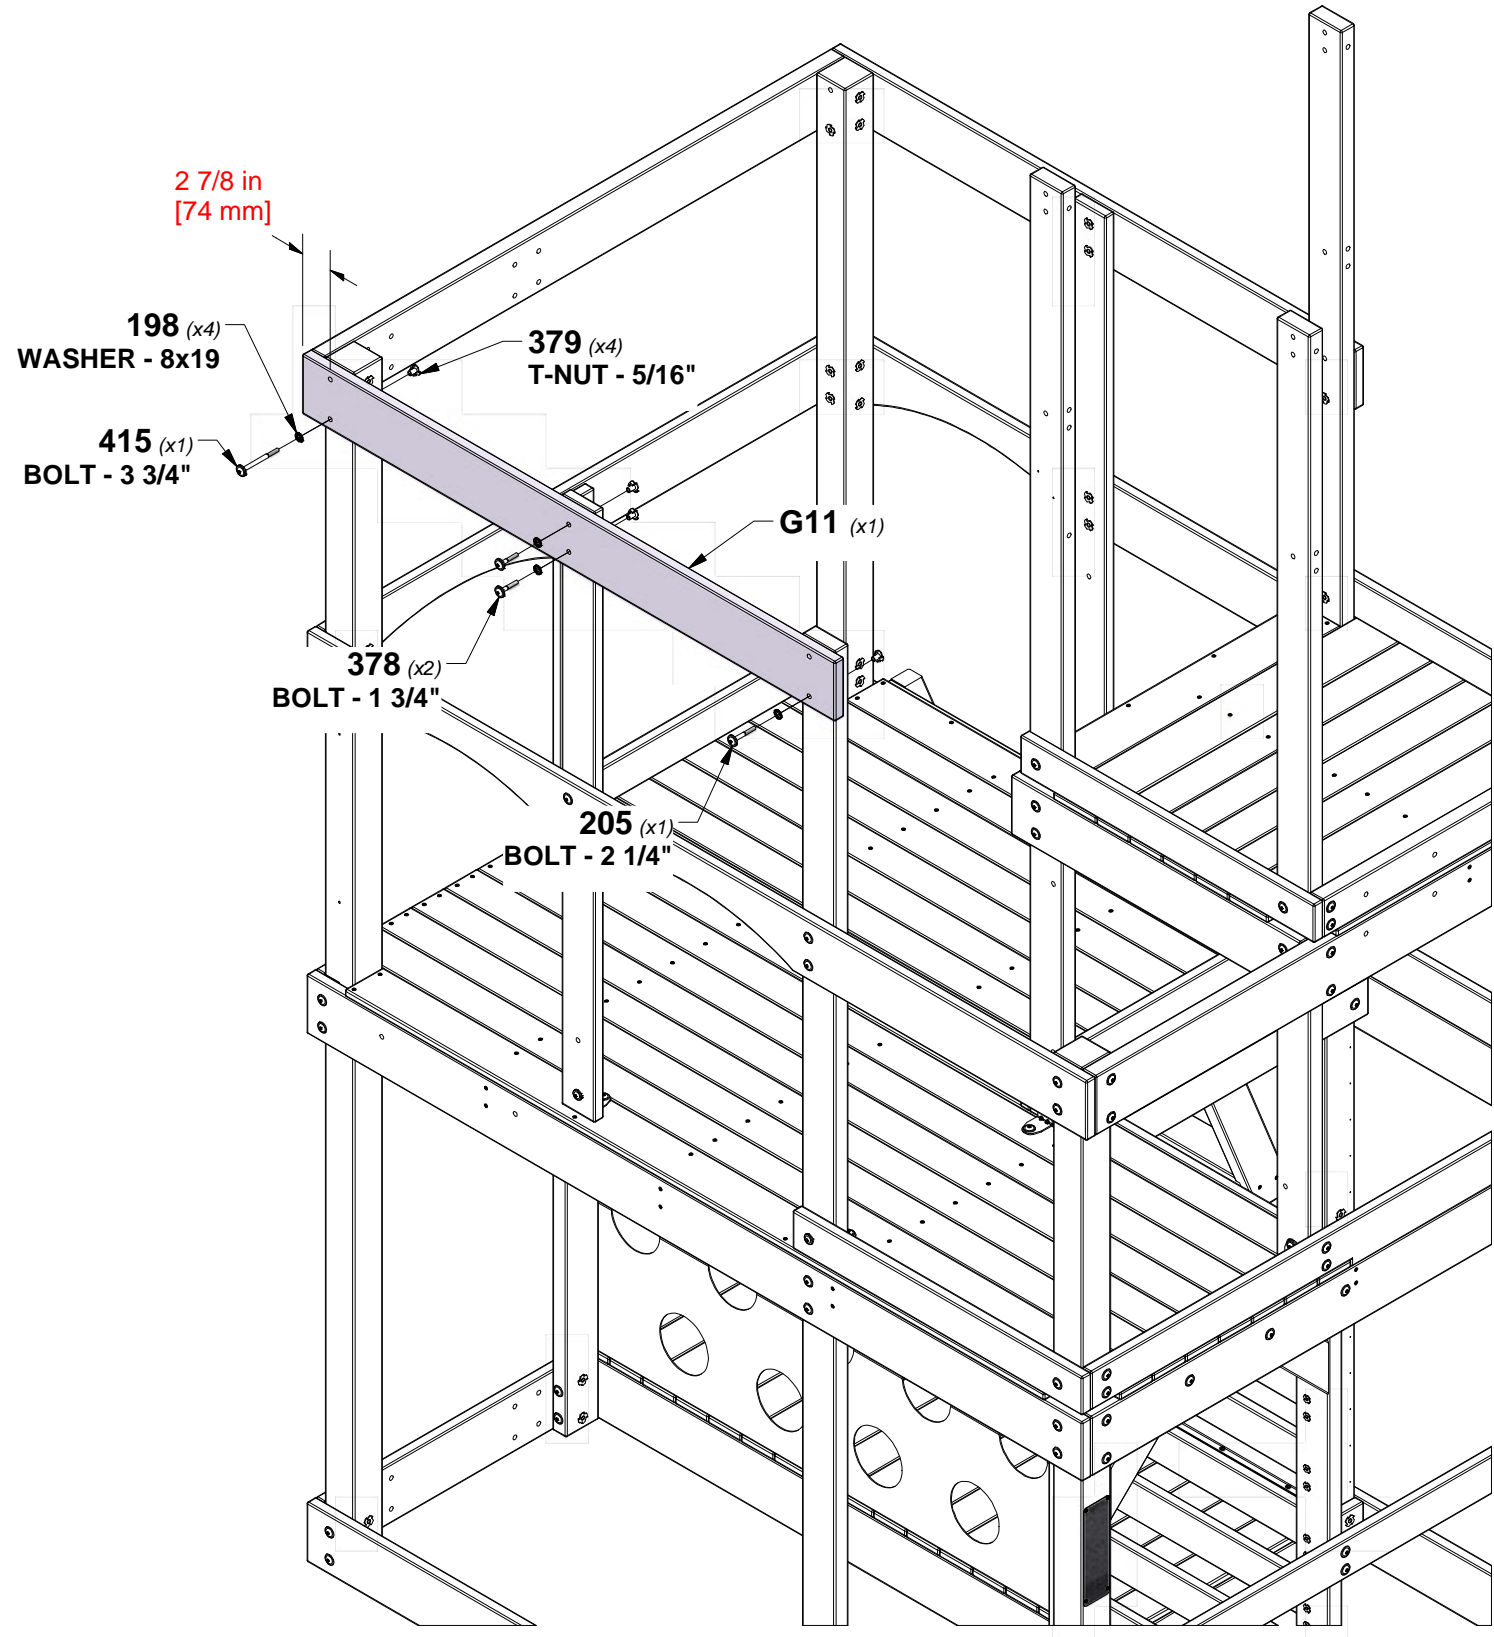 2 7/8 in
[74 mm]
198 (x4)
WASHER - 8x19
379 (x4)
T-NUT - 5/16"
415 (x1)
BOLT - 3 3/4"
G11 (x1)
378 (x2)
BOLT - 1 3/4"
205 (x1)
BOLT - 2 1/4"